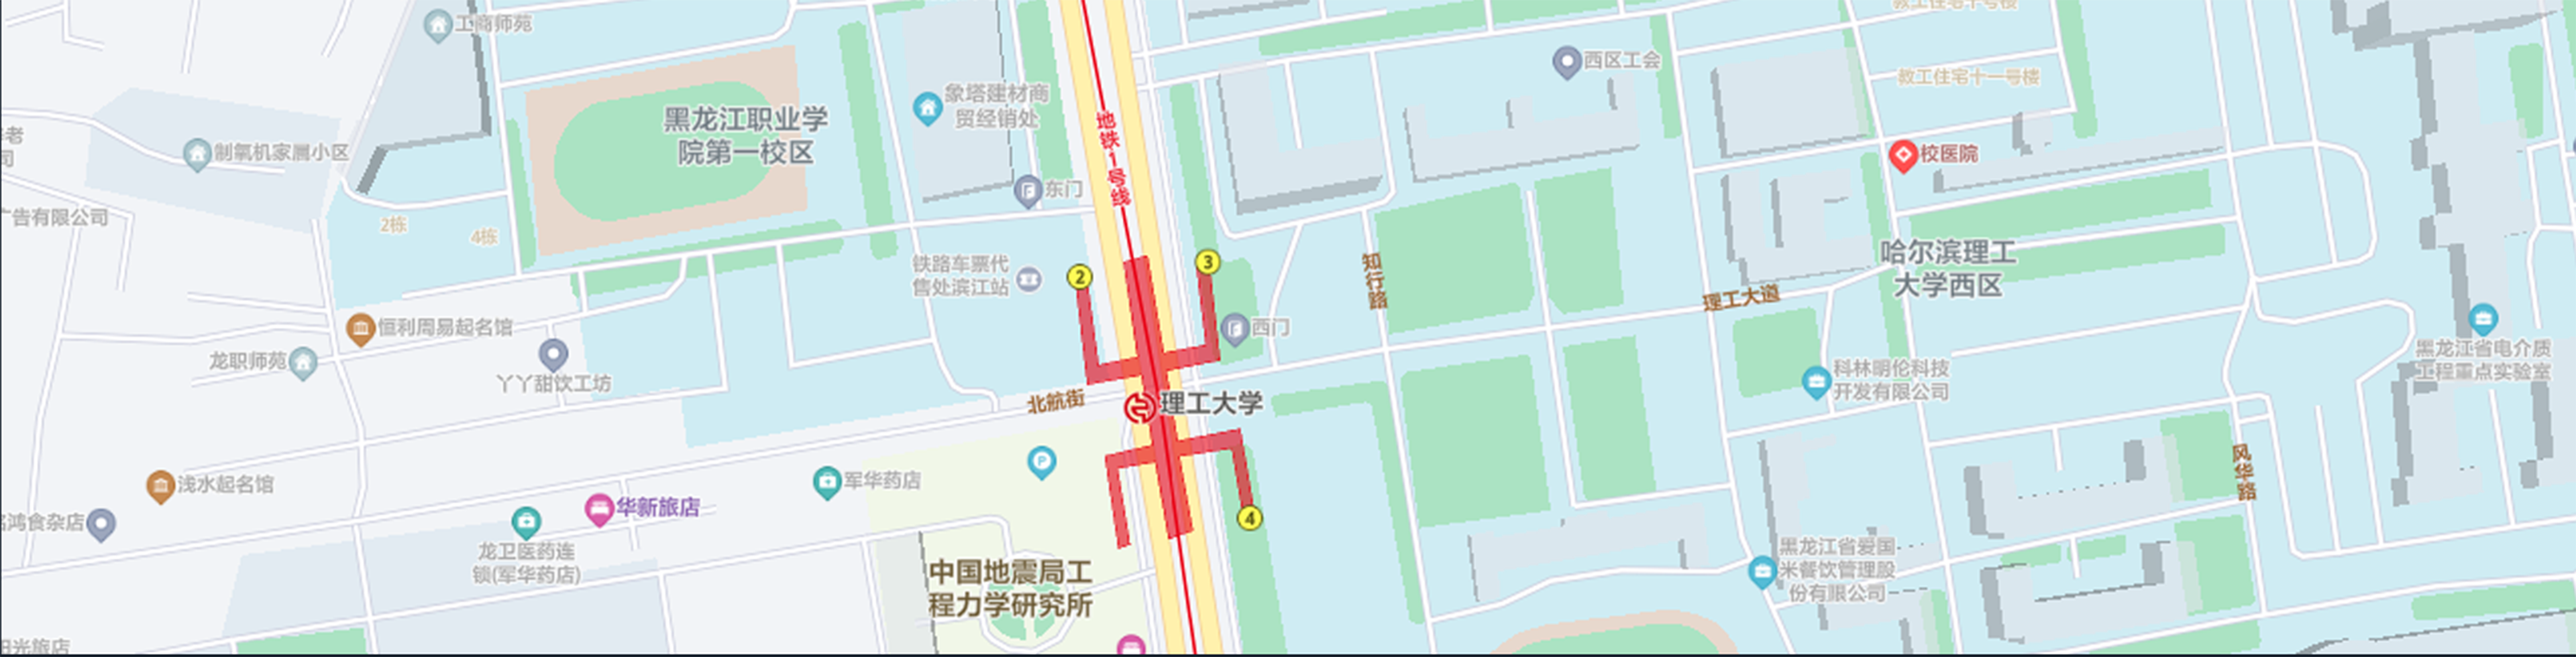 工商师苑
教工住宅十号楼
西区工会
教工住宅十一号楼
象塔建材商
贸经销处
黑龙江职业学
院第一校区
制氧机家属小区
校医院
地铁1号线
东门
广告有限公司
2栋
4栋
铁路车票代
售处滨江站
2
3
知行路
哈尔滨理工
大学西区
理工大道
恒利周易起名馆
西门
龙职师苑
丫丫甜饮工坊
黑龙江省电介质
工程重点实验室
科林明伦科技
开发有限公司
北航街
理工大学
P
浅水起名馆
军华药店
风华路
华新旅店
鸿食杂店
4
龙卫医药连
锁(军华药店)
中国地震局工
程力学研究所
黑龙江省爱国
米餐饮管理股
份有限公司
阳光旅店